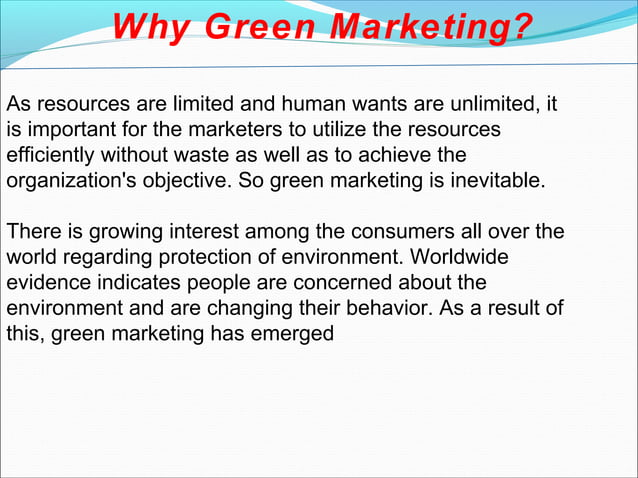 Why Green Marketing?
As resources are limited and human wants are unlimited, it
is important for the marketers to utilize the resources
efficiently without waste as well as to achieve the
organization's objective. So green marketing is inevitable.
There is growing interest among the consumers all over the
world regarding protection of environment. Worldwide
evidence indicates people are concerned about the
environment and are changing their behavior. As a result of
this, green marketing has emerged